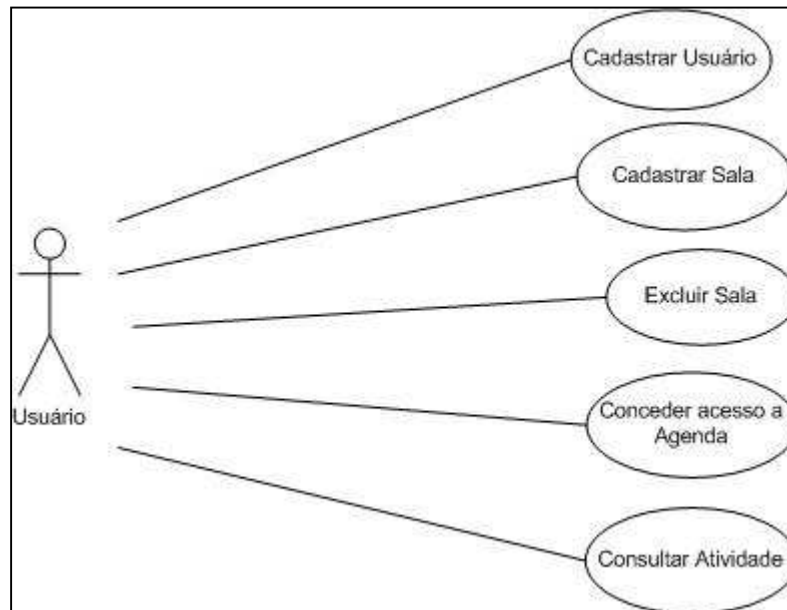 Cadastrar Usuário
Cadastrar Sala
Excluir Sala
Usuário
Conceder acesso a
Agenda
Consultar Atividade